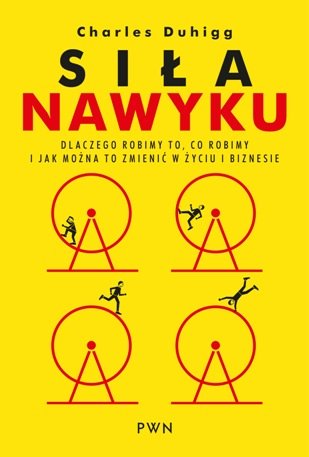 Charles Duhigg
SIŁA
NAWYKU
DLACZEGO ROBIMY TO, CO ROBIMY
I JAK MOŻNA TO ZMIENIĆ W ŻYCIU I BIZNESIE
PWN